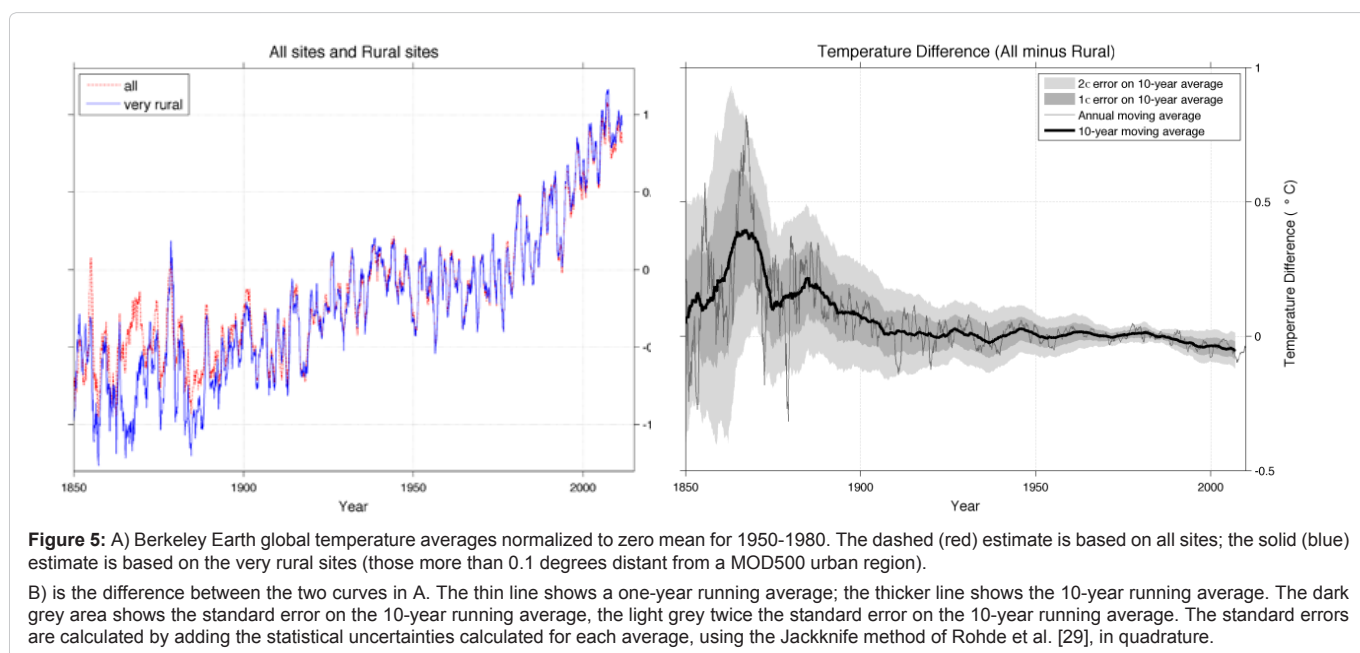 All sites and Rural sites
all
very rural
1
0.
0
-0
-1
1850
1900
1950
2000
Year
Temperature Difference (All minus Rural)
2c error on 10-year average
1c error on 10-year average
Annual moving average
10-year moving average
1
0.5
0
-0.5
Temperature Difference ( ° C)
1850
1900
1950
2000
Year
Figure 5: A) Berkeley Earth global temperature averages normalized to zero mean for 1950-1980. The dashed (red) estimate is based on all sites; the solid (blue)
estimate is based on the very rural sites (those more than 0.1 degrees distant from a MOD500 urban region).
B) is the difference between the two curves in A. The thin line shows a one-year running average; the thicker line shows the 10-year running average. The dark
grey area shows the standard error on the 10-year running average, the light grey twice the standard error on the 10-year running average. The standard errors
are calculated by adding the statistical uncertainties calculated for each average, using the Jackknife method of Rohde et al. [29], in quadrature.